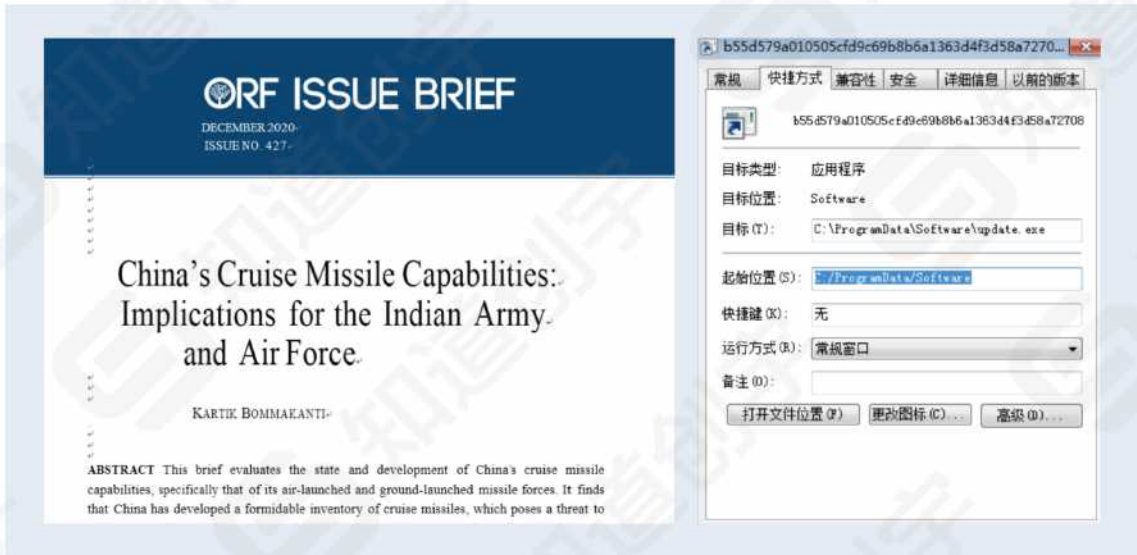 ORF ISSUE BRIEF
DECEMBER 2020
ISSUE NO. 427
China's Cruise Missile Capabilities:
Implications for the Indian Army
and Air Force
KARTIK BOMMAKANTI
ABSTRACT This brief evaluates the state and development of China's cruise missile
capabilities, specifically that of its air-launched and ground-launched missile forces. It finds
that China has developed a formidable inventory of cruise missiles, which poses a threat to
b55d579a010505cfd9c69b8b6a1363d4f3d58a7270...
常规 快捷方式 兼容性 安全 详细信息 以前的版本
b55d579a010505cfd9c69b8b6a1363d4f3d58a72708
目标类型: 应用程序
目标位置: Software
目标(T): C:\ProgramData\Software\update.exe
起始位置(S): C:/ProgramData/Software
快捷键(K): 无
运行方式(R): 常规窗口
备注(O):
打开文件位置(F) 更改图标(C)... 高级(D)...
知道创宇